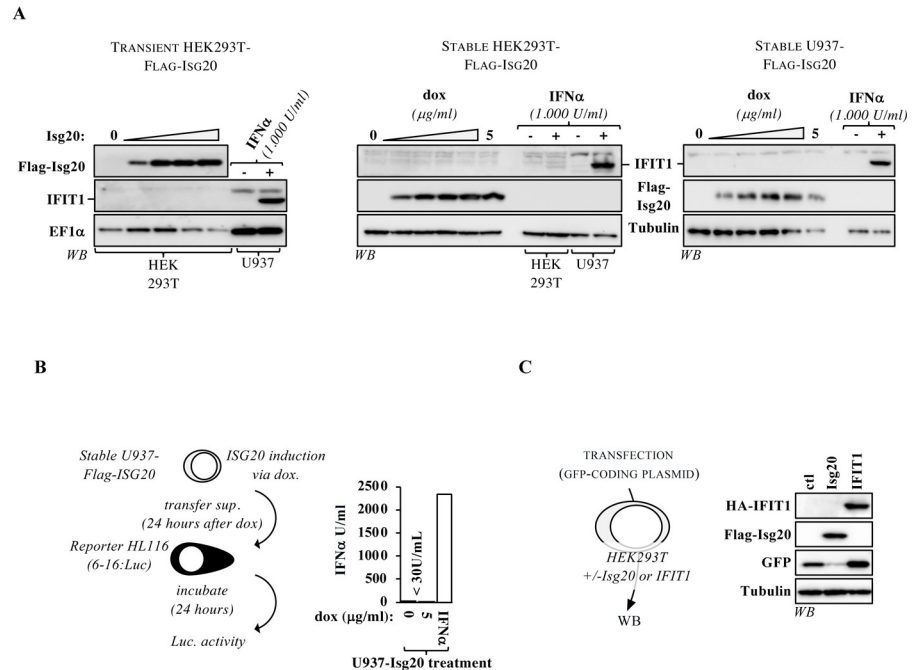 A
TRANSIENT HEK293T-
FLAG-ISG20
Isg20:
0
IFNα
(1.000 U/ml)
- +
Flag-Isg20
IFIT1
EF1α
WB
HEK
293T
U937
STABLE HEK293T-
FLAG-ISG20
dox
(µg/ml)
0 5
IFNα
(1.000 U/ml)
- + - +
WB
HEK
293T
U937
STABLE U937-
FLAG-ISG20
dox
(µg/ml)
0 5
IFNα
(1.000 U/ml)
- +
IFIT1
Flag-
Isg20
Tubulin
WB
B
Stable U937-
Flag-ISG20
ISG20 induction
via dox.
transfer sup.
(24 hours after dox)
Reporter HL116
(6-16:Luc)
incubate
(24 hours)
Luc. activity
IFNα U/ml
2500
2000
1500
1000
500
0
< 30U/mL
dox (µg/ml):
0
5
IFNα
U937-Isg20 treatment
C
TRANSFECTION
(GFP-CODING PLASMID)
HEK293T
+/-Isg20 or IFIT1
WB
ctl
Isg20
IFIT1
HA-IFIT1
Flag-Isg20
GFP
Tubulin
WB